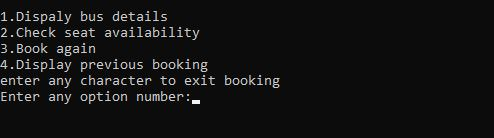 1.Dispaly bus details
2.Check seat availability
3.Book again
4.Display previous booking
enter any character to exit booking
Enter any option number: